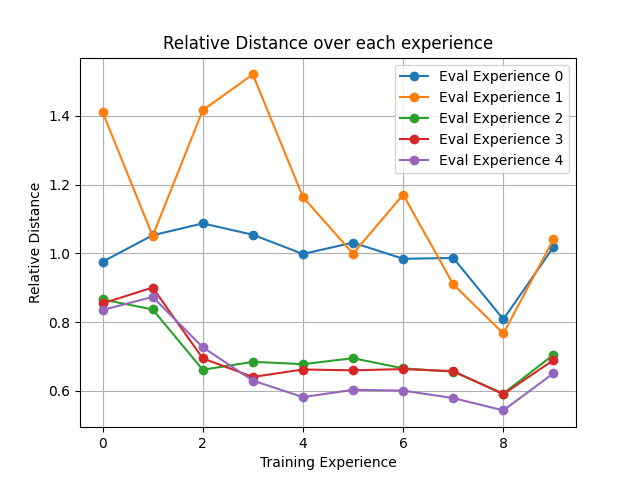 Relative Distance over each experience
Eval Experience 0
Eval Experience 1
Eval Experience 2
Eval Experience 3
Eval Experience 4
1.4
1.2
1.0
0.8
0.6
Relative Distance
0 2 4 6 8
Training Experience